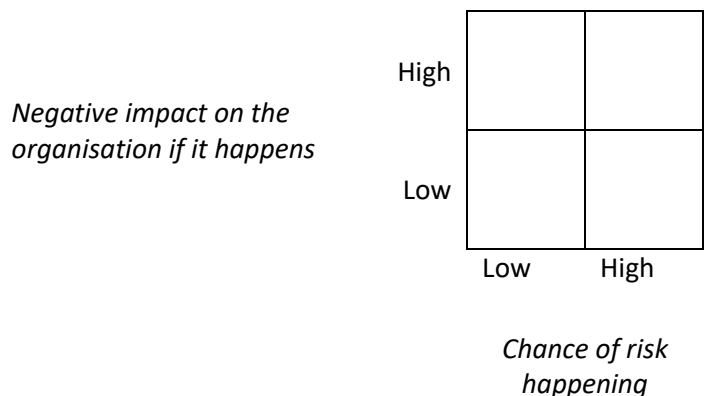 High
Negative impact on the
organisation if it happens
Low
Low High
Chance of risk
happening